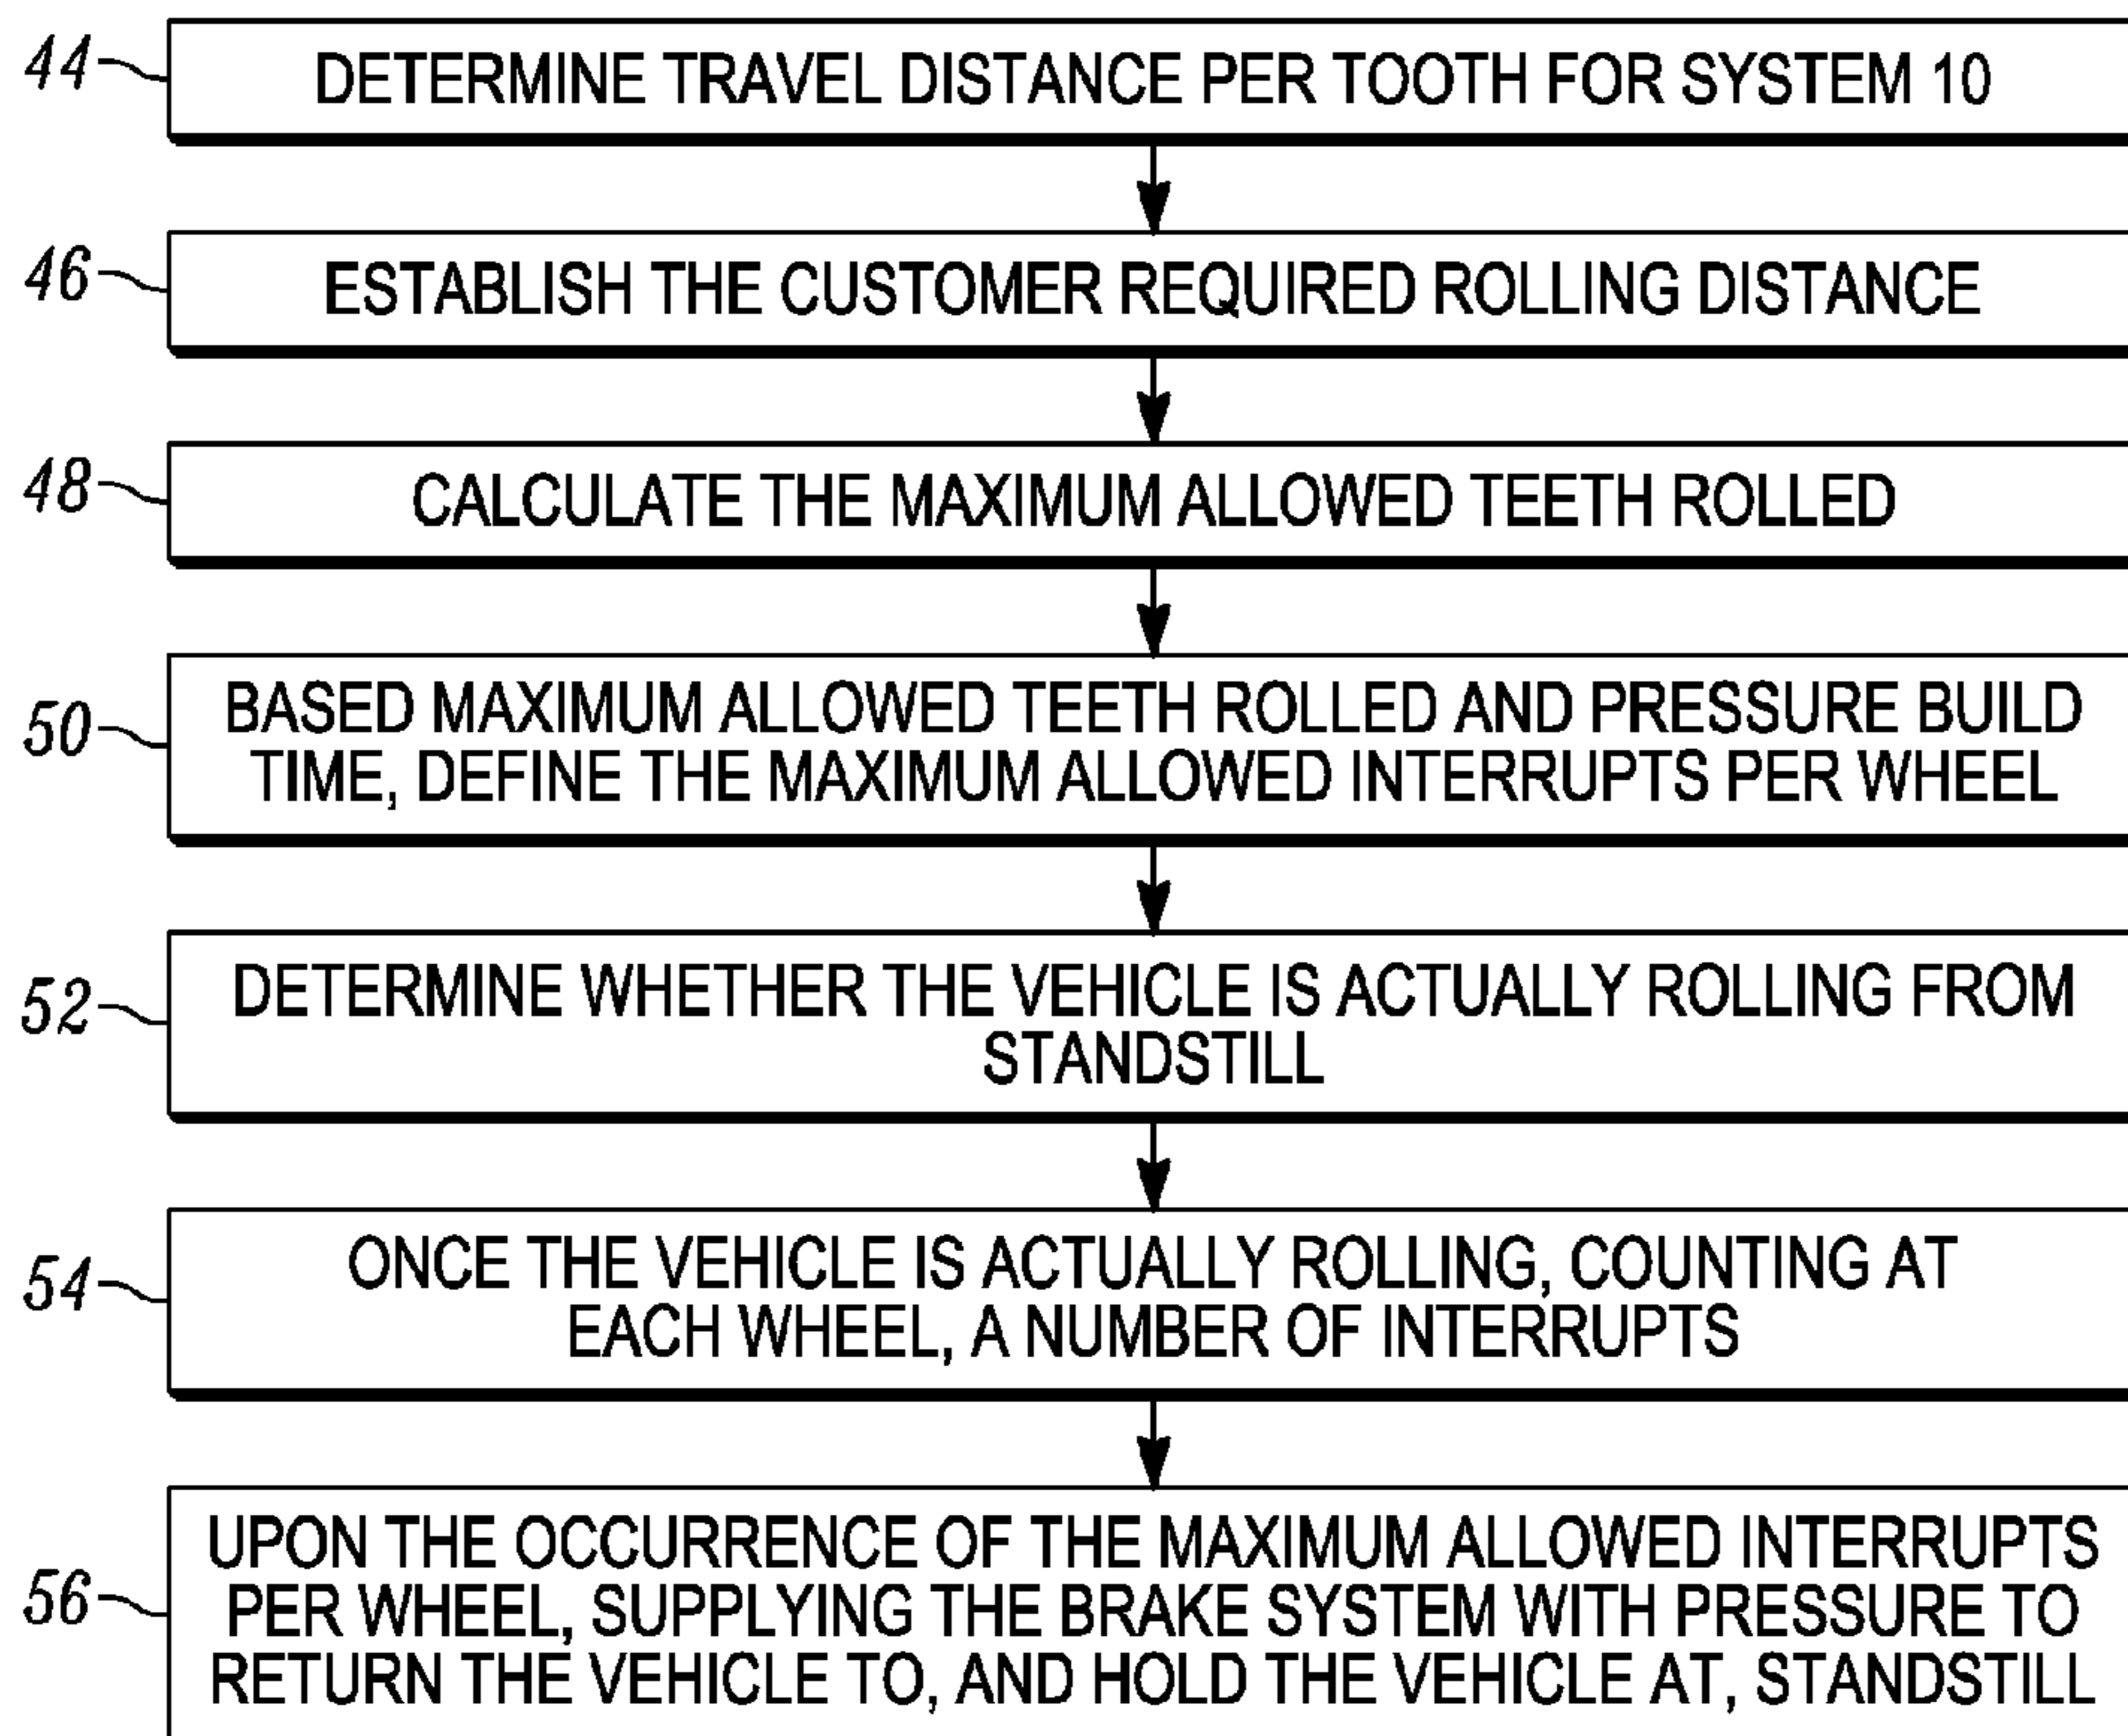 44 DETERMINE TRAVEL DISTANCE PER TOOTH FOR SYSTEM 10
46 ESTABLISH THE CUSTOMER REQUIRED ROLLING DISTANCE
48 CALCULATE THE MAXIMUM ALLOWED TEETH ROLLED
50 BASED MAXIMUM ALLOWED TEETH ROLLED AND PRESSURE BUILD
TIME, DEFINE THE MAXIMUM ALLOWED INTERRUPTS PER WHEEL
52 DETERMINE WHETHER THE VEHICLE IS ACTUALLY ROLLING FROM
STANDSTILL
54 ONCE THE VEHICLE IS ACTUALLY ROLLING, COUNTING AT
EACH WHEEL, A NUMBER OF INTERRUPTS
56 UPON THE OCCURRENCE OF THE MAXIMUM ALLOWED INTERRUPTS
PER WHEEL, SUPPLYING THE BRAKE SYSTEM WITH PRESSURE TO
RETURN THE VEHICLE TO, AND HOLD THE VEHICLE AT, STANDSTILL